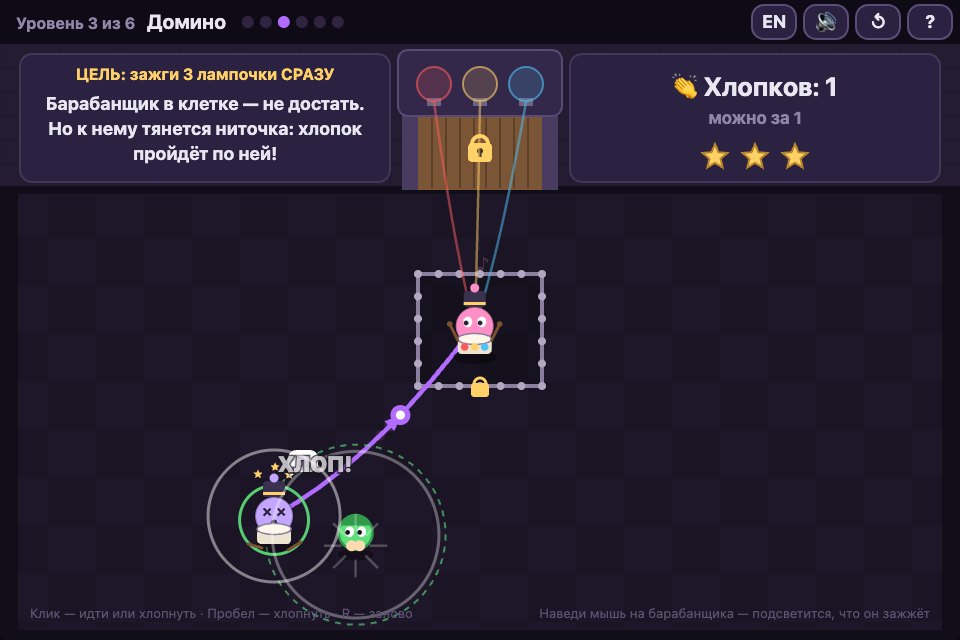 Уровень 3 из 6 Домино
EN
?
ЦЕЛЬ: зажги 3 лампочки СРАЗУ
Барабанщик в клетке — не достать.
Но к нему тянется ниточка: хлопок
пройдёт по ней!
Хлопков: 1
можно за 1
ХЛОП!
Клик — идти или хлопнуть · Пробел — хлопнуть · R — заново
Наведи мышь на барабанщика — подсветится, что он зажжёт